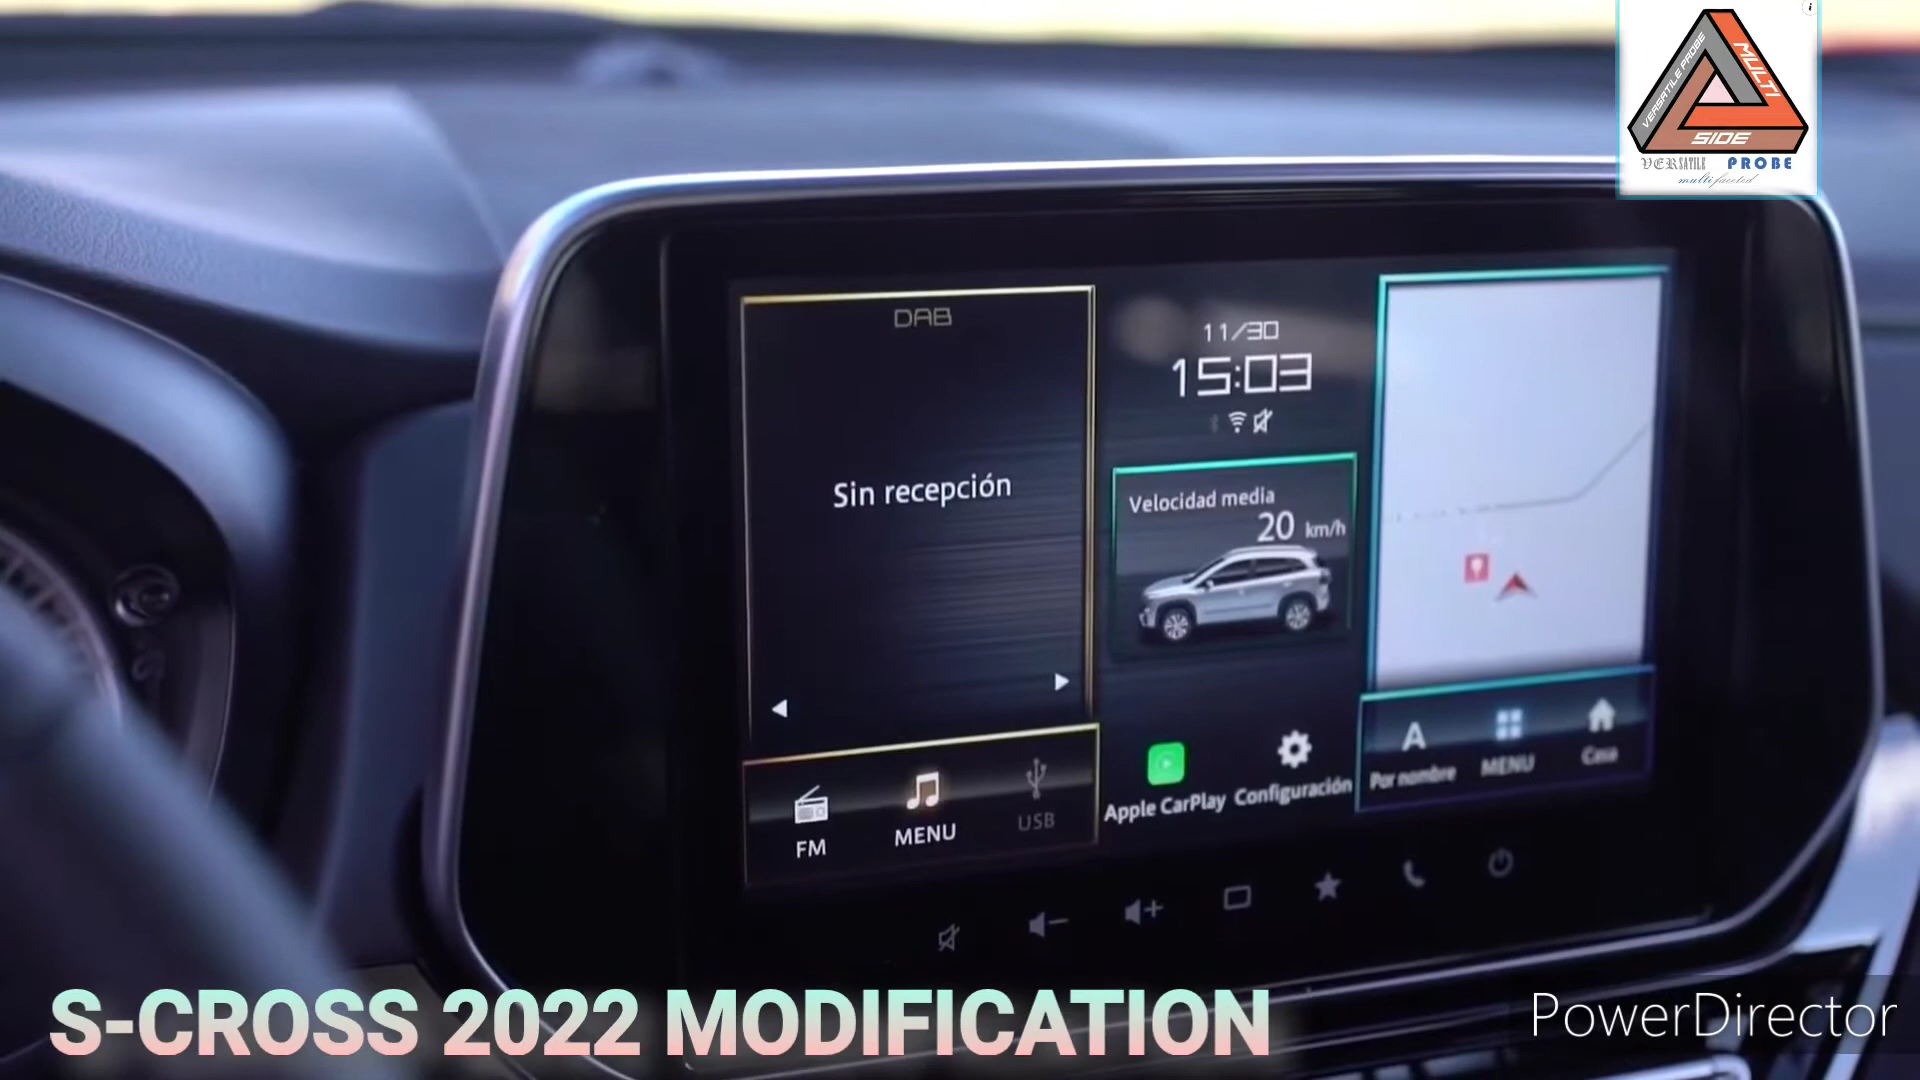 VERSATILE PROBE
MULTI
SIDE
VERSATILE PROBE
multifaceted
DAB
11/30
15:03
Sin recepción
Velocidad media
20 km/h
FM
MENU
USB
Apple CarPlay
Configuración
A
Por nombre
MENU
Casa
S-CROSS 2022 MODIFICATION
PowerDirector